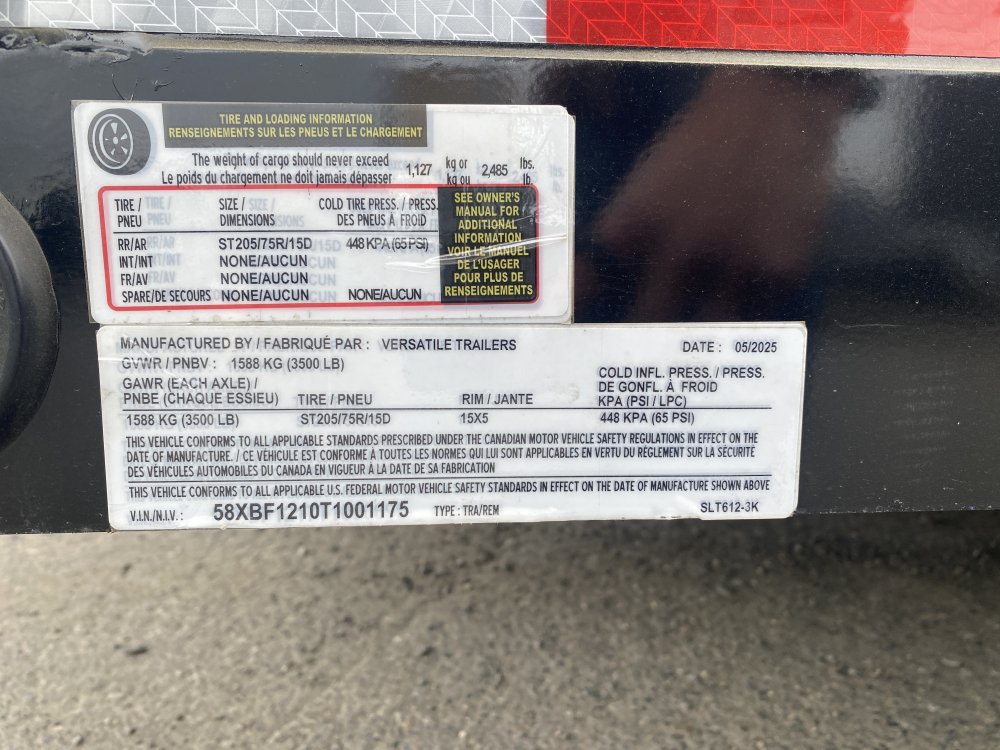 TIRE AND LOADING INFORMATION
RENSEIGNEMENTS SUR LES PNEUS ET LE CHARGEMENT
The weight of cargo should never exceed
Le poids du chargement ne doit jamais dépasser 1,127 kg or kg ou 2,485 lbs. lb.
TIRE / PNEU SIZE / DIMENSIONS COLD TIRE PRESS. / PRESS. DES PNEUS À FROID
RR/AR ST205/75R/15D 448 KPA (65 PSI)
INT/INT NONE/AUCUN
FR/AV NONE/AUCUN
SPARE/DE SECOURS NONE/AUCUN NONE/AUCUN
SEE OWNER'S
MANUAL FOR
ADDITIONAL
INFORMATION
VOIR LE MANUEL
DE L'USAGER
POUR PLUS DE
RENSEIGNEMENTS
MANUFACTURED BY / FABRIQUÉ PAR : VERSATILE TRAILERS DATE : 05/2025
GVWR / PNBV : 1588 KG (3500 LB)
GAWR (EACH AXLE) /
PNBE (CHAQUE ESSIEU) TIRE / PNEU RIM / JANTE
COLD INFL. PRESS. / PRESS.
DE GONFL. À FROID
KPA (PSI / LPC)
1588 KG (3500 LB) ST205/75R/15D 15X5 448 KPA (65 PSI)
THIS VEHICLE CONFORMS TO ALL APPLICABLE STANDARDS PRESCRIBED UNDER THE CANADIAN MOTOR VEHICLE SAFETY REGULATIONS IN EFFECT ON THE
DATE OF MANUFACTURE. / CE VÉHICULE EST CONFORME À TOUTES LES NORMES QUI LUI SONT APPLICABLES EN VERTU DU RÈGLEMENT SUR LA SÉCURITÉ
DES VÉHICULES AUTOMOBILES DU CANADA EN VIGUEUR À LA DATE DE SA FABRICATION
THIS VEHICLE CONFORMS TO ALL APPLICABLE U.S. FEDERAL MOTOR VEHICLE SAFETY STANDARDS IN EFFECT ON THE DATE OF MANUFACTURE SHOWN ABOVE
V.I.N./N.I.V. : 58XBF1210T1001175 TYPE : TRA/REM SLT612-3K